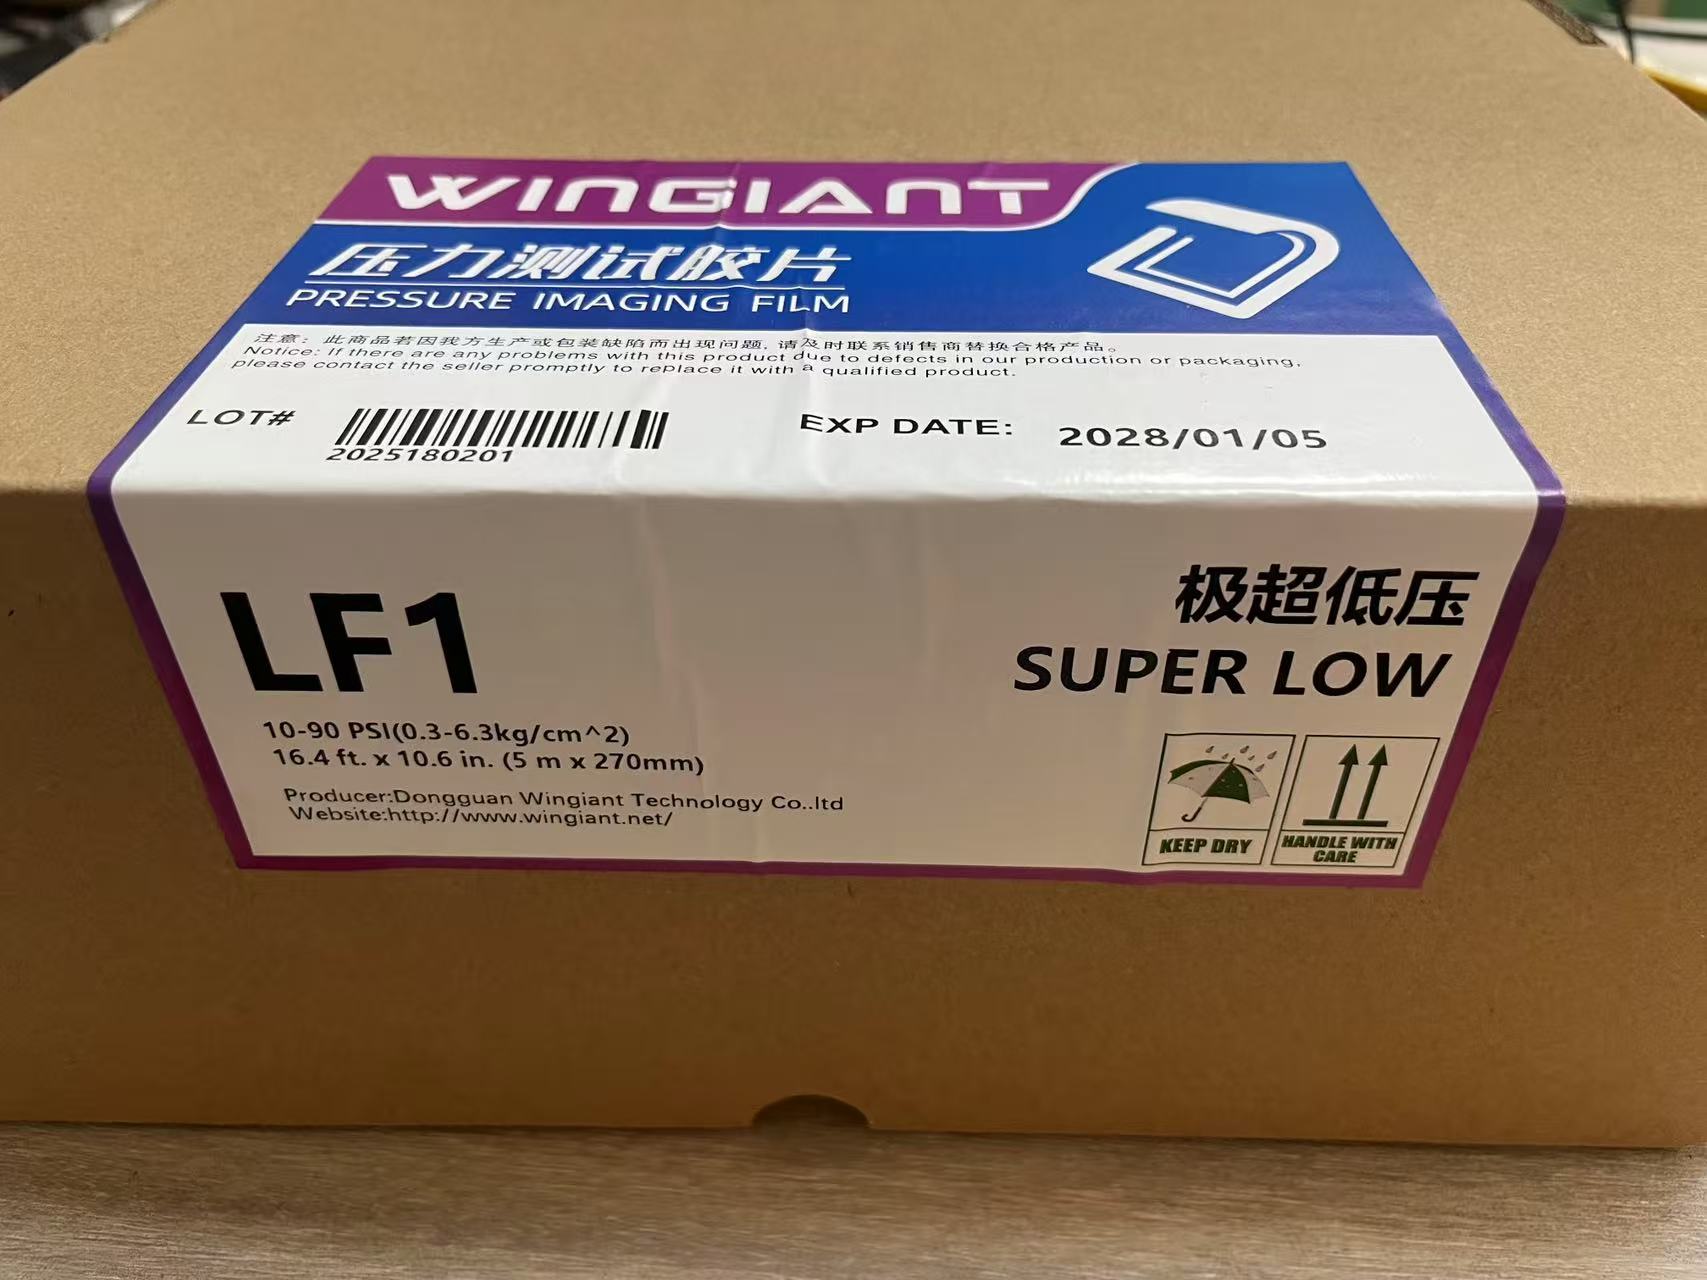 WINGIANT
压力测试胶片
PRESSURE IMAGING FILM
注意：此商品若因我方生产或包装缺陷而出现问题，请及时联系销售商替换合格产品。
Notice: If there are any problems with this product due to defects in our production or packaging,
please contact the seller promptly to replace it with a qualified product.
LOT#
2025180201
EXP DATE: 2028/01/05
LF1
极超低压
SUPER LOW
10-90 PSI(0.3-6.3kg/cm^2)
16.4 ft. x 10.6 in. (5 m x 270mm)
Producer:Dongguan Wingiant Technology Co..ltd
Website:http://www.wingiant.net/
KEEP DRY
HANDLE WITH
CARE